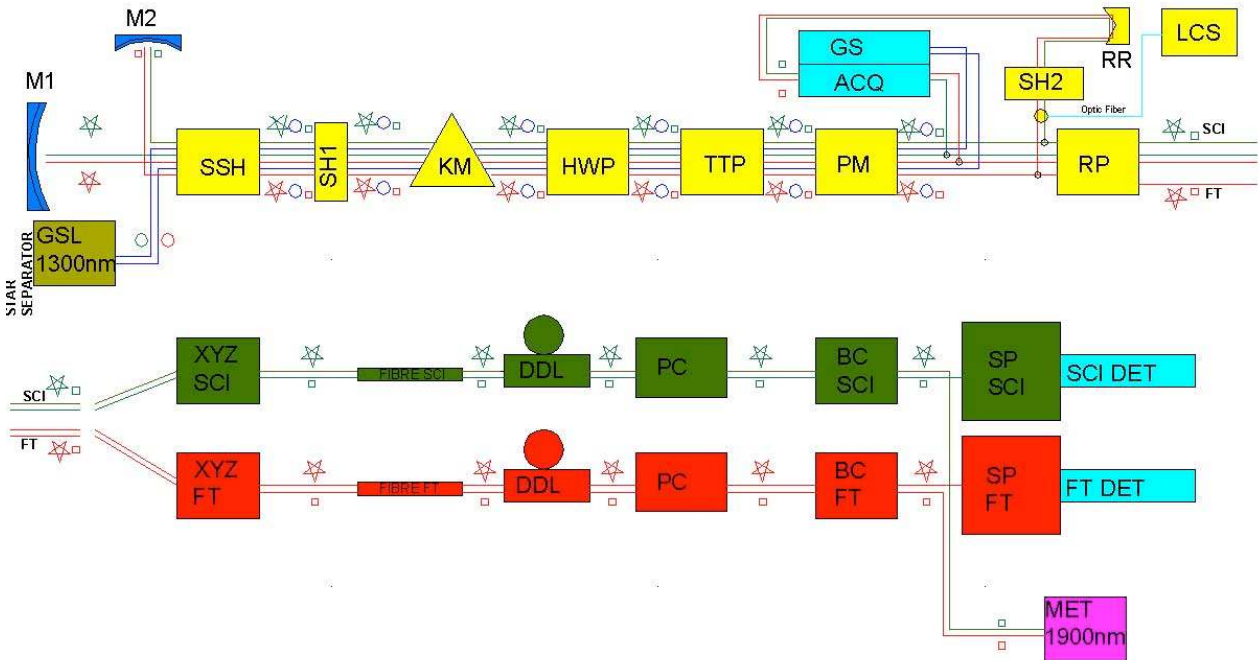 M2
M1
GS
ACQ
RR
LCS
SH2
Optic Fiber
SSH
SH1
KM
HWP
TTP
PM
RP
SCI
FT
STAR
SEPARATOR
GSL
1300nm
SCI
FT
XYZ
SCI
FIBRE SCI
DDL
PC
BC
SCI
SP
SCI
SCI DET
XYZ
FT
FIBRE FT
DDL
PC
BC
FT
SP
FT
FT DET
MET
1900nm